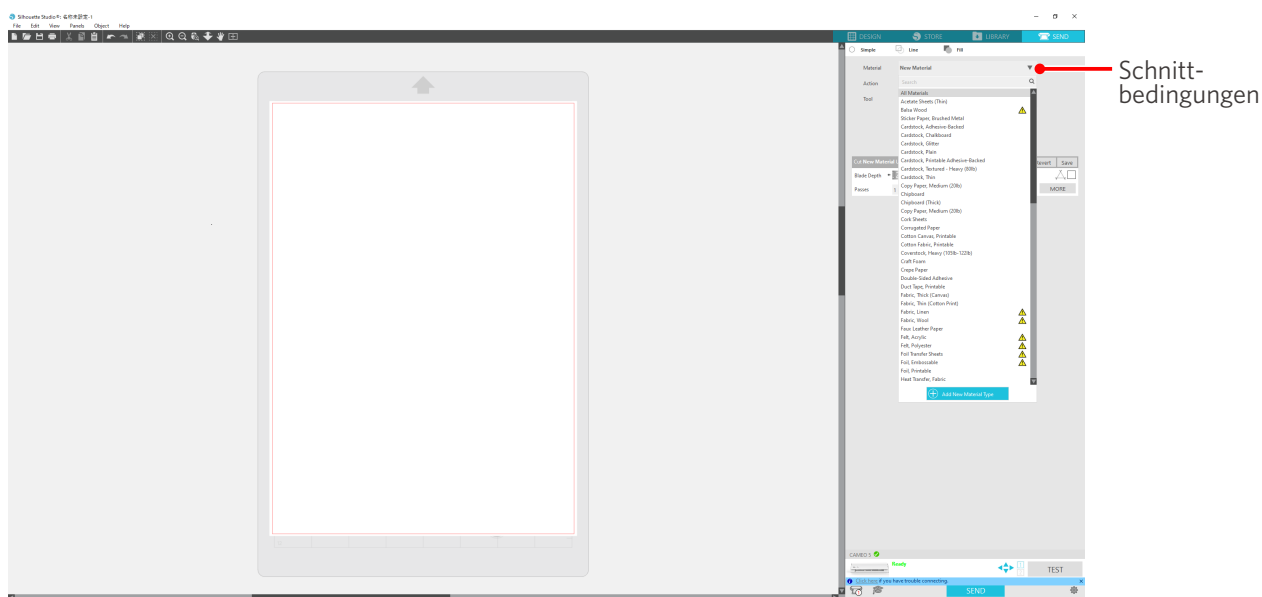 Silhouette Studio®: 名称未設定-1
File Edit View Panels Object Help
DESIGN STORE LIBRARY SEND
Simple Line Fill
Material New Material
Schnitt-
bedingungen
Action Search
All Materials
Tool Acetate Sheets (Thin)
Balsa Wood
Sticker Paper, Brushed Metal
Cardstock, Adhesive-Backed
Cardstock, Chalkboard
Cardstock, Glitter
Cardstock, Plain
Cut New Material Cardstock, Printable Adhesive-Backed Revert Save
Cardstock, Textured - Heavy (80lb)
Blade Depth Cardstock, Thin
Copy Paper, Medium (20lb)
Passes MORE
Chipboard
Chipboard (Thick)
Copy Paper, Medium (20lb)
Cork Sheets
Corrugated Paper
Cotton Canvas, Printable
Cotton Fabric, Printable
Coverstock, Heavy (105lb-122lb)
Craft Foam
Crepe Paper
Double-Sided Adhesive
Duct Tape, Printable
Fabric, Thick (Canvas)
Fabric, Thin (Cotton Print)
Fabric, Linen
Fabric, Wool
Faux Leather Paper
Felt, Acrylic
Felt, Polyester
Foil Transfer Sheets
Foil, Embossable
Foil, Printable
Heat Transfer, Fabric
Add New Material Type
CAMEO 5
Ready
TEST
Click here if you have trouble connecting.
SEND